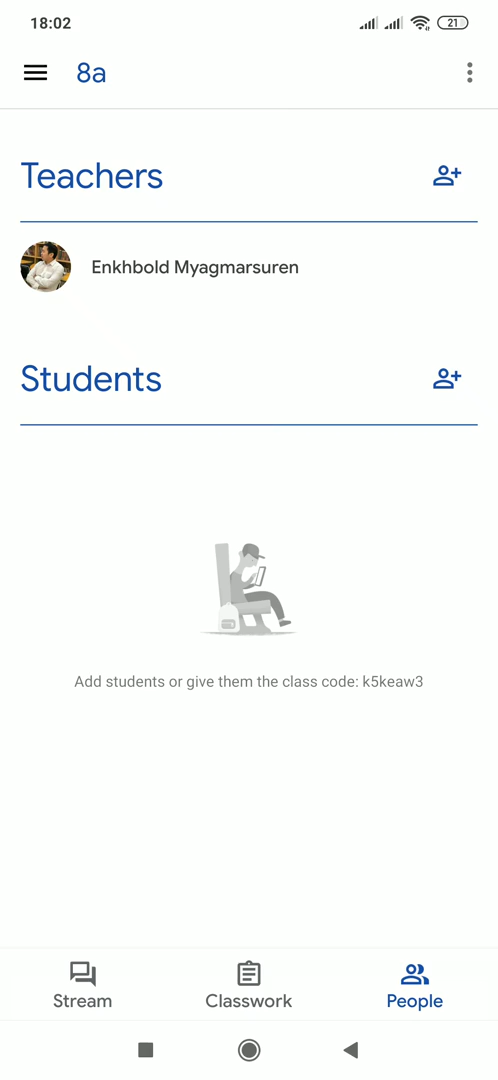 18:02
21
8a
Teachers
Enkhbold Myagmarsuren
Students
Add students or give them the class code: k5keaw3
Stream
Classwork
People